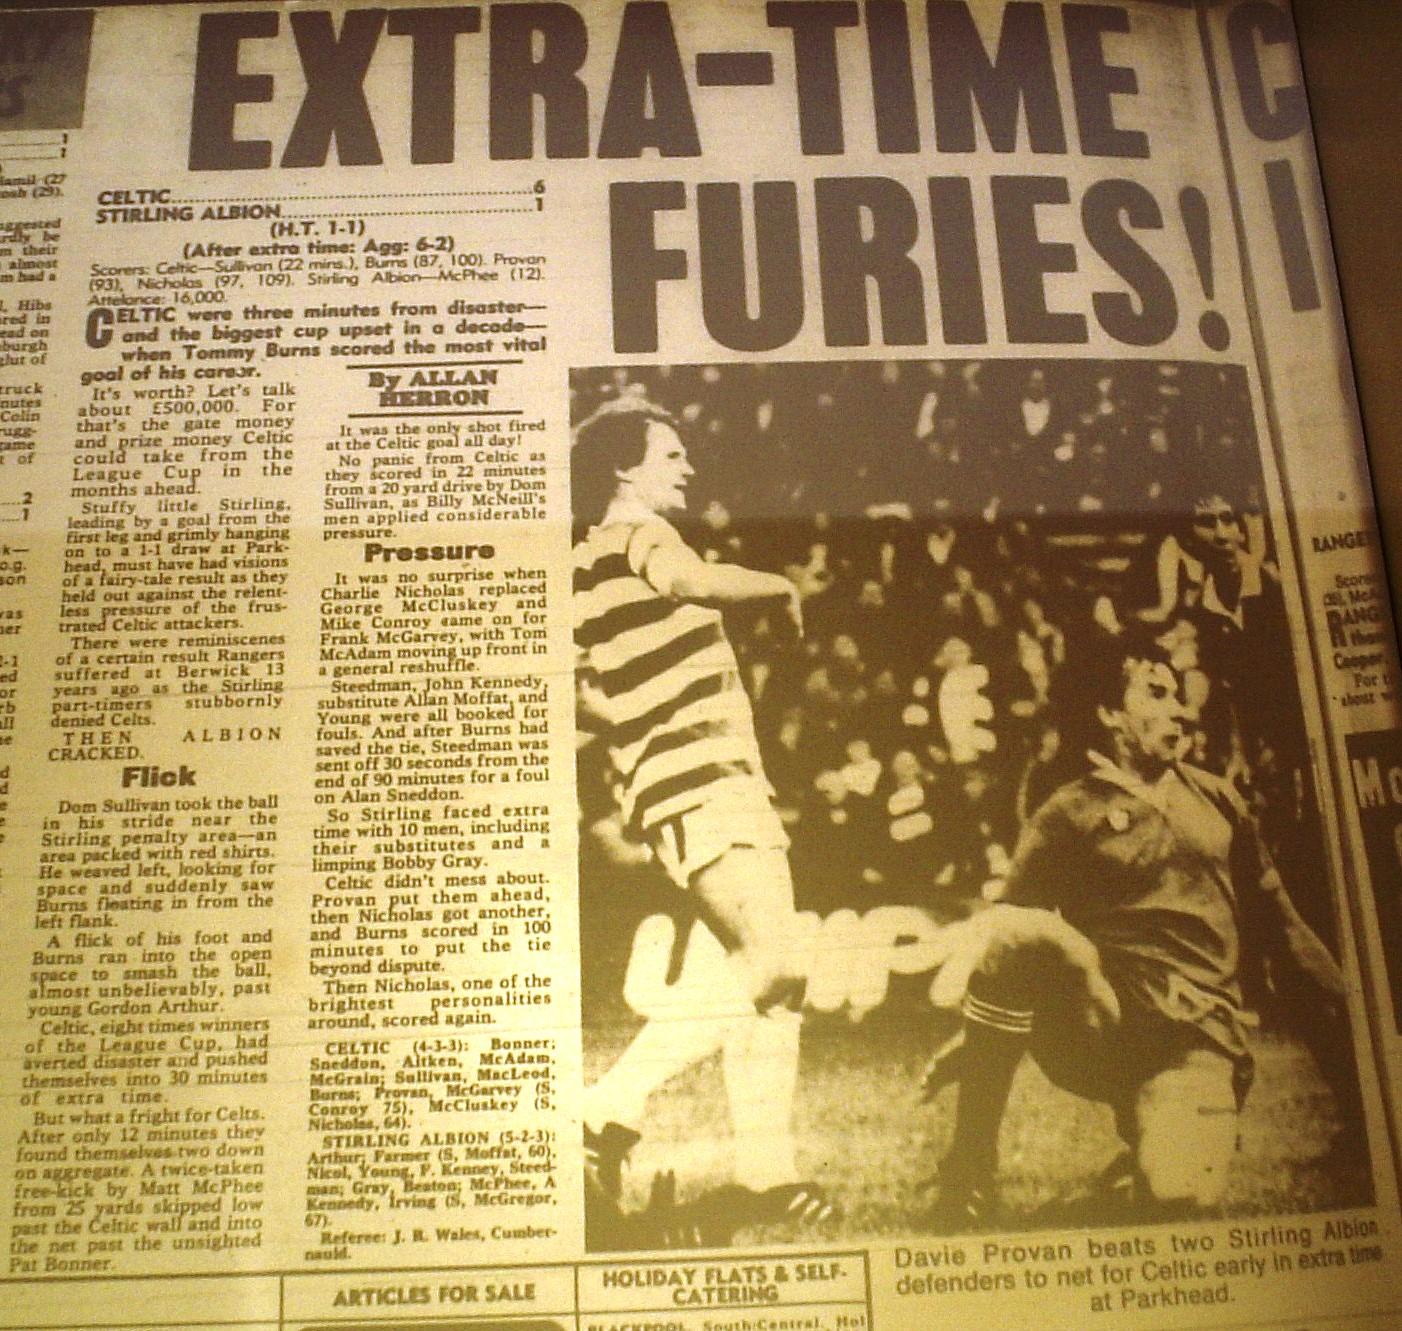 EXTRA-TIME
FURIES!
CELTIC 6
STIRLING ALBION 1
(H.T. 1-1)
(After extra time: Agg: 6-2)
Scorers: Celtic—Sullivan (22 mins.), Burns (87, 100). Provan
(93), Nicholas (97, 109). Stirling Albion—McPhee (12).
Attelance: 16,000.
CELTIC were three minutes from disaster—
and the biggest cup upset in a decade—
when Tommy Burns scored the most vital
goal of his career.
It's worth? Let's talk
about £500,000. For
that's the gate money
and prize money Celtic
could take from the
League Cup in the
months ahead.
Stuffy little Stirling,
leading by a goal from the
first leg and grimly hanging
on to a 1-1 draw at Park-
head, must have had visions
of a fairy-tale result as they
held out against the relent-
less pressure of the frus-
trated Celtic attackers.
There were reminiscenes
of a certain result Rangers
suffered at Berwick 13
years ago as the Stirling
part-timers stubbornly
denied Celts.
THEN ALBION
CRACKED.
Flick
Dom Sullivan took the ball
in his stride near the
Stirling penalty area—an
area packed with red shirts.
He weaved left, looking for
space and suddenly saw
Burns floating in from the
left flank.
A flick of his foot and
Burns ran into the open
space to smash the ball,
almost unbelievably, past
young Gordon Arthur.
Celtic, eight times winners
of the League Cup, had
averted disaster and pushed
themselves into 30 minutes
of extra time.
But what a fright for Celts.
After only 12 minutes they
found themselves two down
on aggregate. A twice-taken
free-kick by Matt McPhee
from 25 yards skipped low
past the Celtic wall and into
the net past the unsighted
Pat Bonner.
By ALLAN
HERRON
It was the only shot fired
at the Celtic goal all day!
No panic from Celtic as
they scored in 22 minutes
from a 20 yard drive by Dom
Sullivan, as Billy McNeill's
men applied considerable
pressure.
Pressure
It was no surprise when
Charlie Nicholas replaced
George McCluskey and
Mike Conroy came on for
Frank McGarvey, with Tom
McAdam moving up front in
a general reshuffle.
Steedman, John Kennedy,
substitute Allan Moffat, and
Young were all booked for
fouls. And after Burns had
saved the tie, Steedman was
sent off 30 seconds from the
end of 90 minutes for a foul
on Alan Sneddon.
So Stirling faced extra
time with 10 men, including
their substitutes and a
limping Bobby Gray.
Celtic didn't mess about.
Provan put them ahead,
then Nicholas got another,
and Burns scored in 100
minutes to put the tie
beyond dispute.
Then Nicholas, one of the
brightest personalities
around, scored again.
CELTIC (4-3-3): Bonner;
Sneddon, Aitken, McAdam,
McGrain; Sullivan, MacLeod,
Burns; Provan, McGarvey (S,
Conroy 75), McCluskey (S,
Nicholas, 64).
STIRLING ALBION (5-2-3):
Arthur; Farmer (S, Moffat, 60),
Nicol, Young, P. Kenney, Steed-
man; Gray, Beaton; McPhee, A
Kennedy, Irving (S, McGregor,
67).
Referee: J. R. Wales, Cumber-
nauld.
Davie Provan beats two Stirling Albion
defenders to net for Celtic early in extra time
at Parkhead.
ARTICLES FOR SALE
HOLIDAY FLATS & SELF-
CATERING
BLACKPOOL, South/Central. Hol